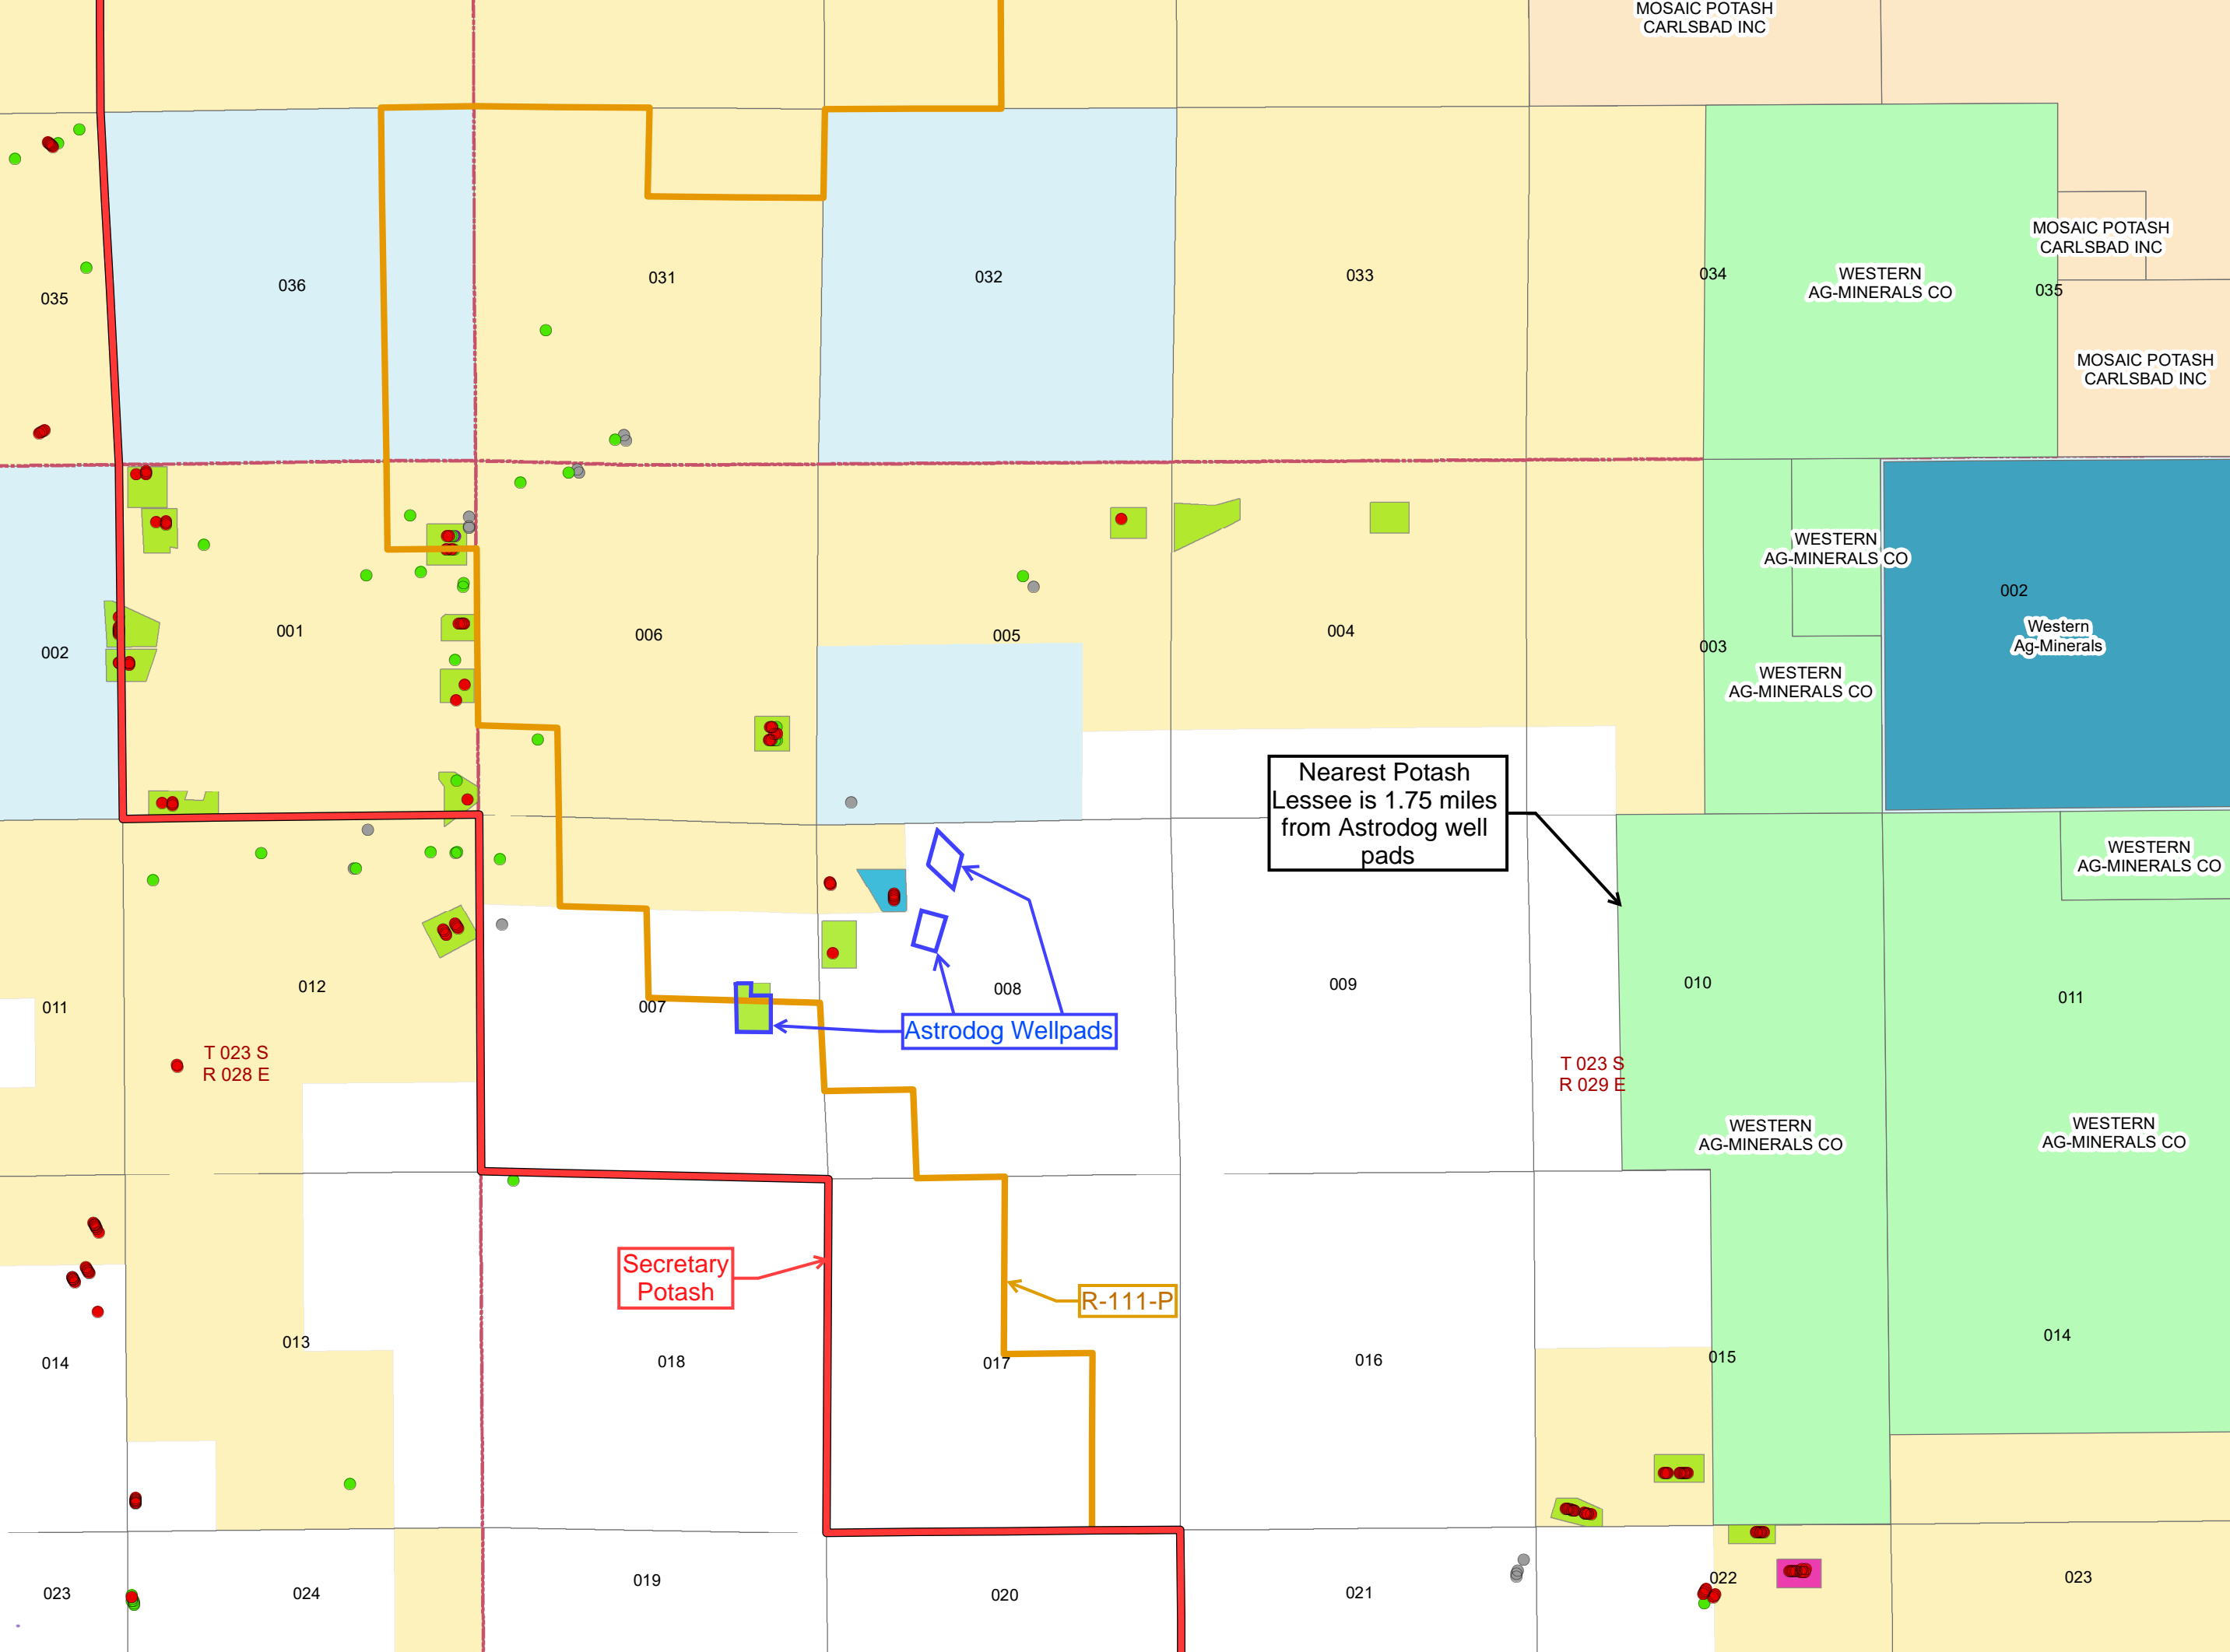 MOSAIC POTASH
CARLSBAD INC
MOSAIC POTASH
CARLSBAD INC
036
031
032
033
034
WESTERN
AG-MINERALS CO
035
035
MOSAIC POTASH
CARLSBAD INC
WESTERN
AG-MINERALS CO
002
002
001
006
005
004
003
Western
Ag-Minerals
WESTERN
AG-MINERALS CO
Nearest Potash
Lessee is 1.75 miles
from Astrodog well
pads
WESTERN
AG-MINERALS CO
011
012
007
008
009
010
011
Astrodog Wellpads
T 023 S
R 028 E
T 023 S
R 029 E
WESTERN
AG-MINERALS CO
WESTERN
AG-MINERALS CO
Secretary
Potash
R-111-P
014
013
018
017
016
015
014
023
024
019
020
021
022
023